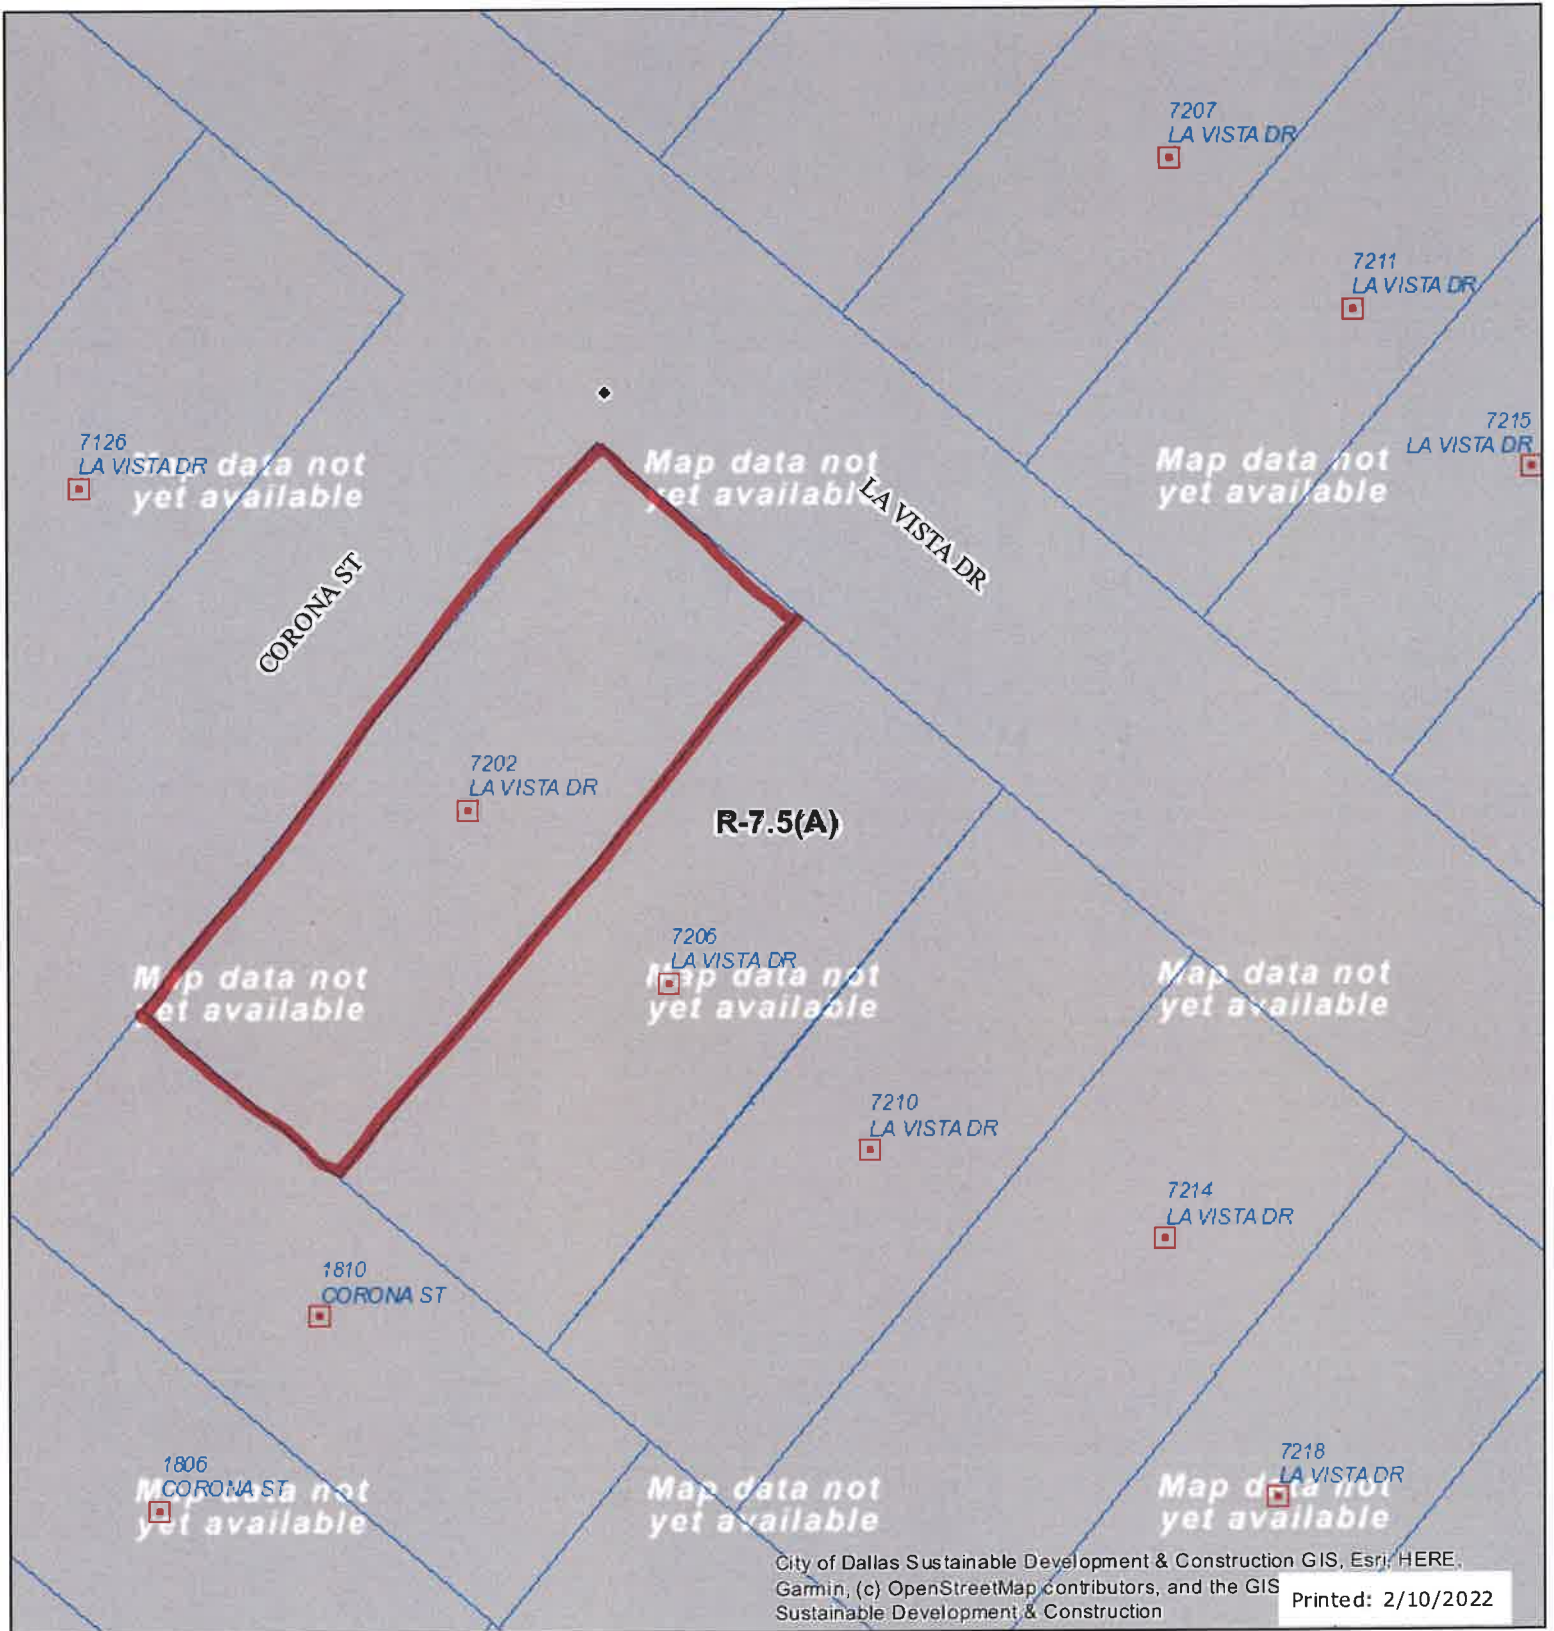 7207
LA VISTA DR
7211
LA VISTA DR
7215
LA VISTA DR
7126
LA VISTA DR
Map data not
yet available
Map data not
yet available
Map data not
yet available
LA VISTA DR
CORONA ST
7202
LA VISTA DR
R-7.5(A)
7206
LA VISTA DR
Map data not
yet available
Map data not
yet available
Map data not
yet available
7210
LA VISTA DR
7214
LA VISTA DR
1810
CORONA ST
1806
CORONA ST
Map data not
yet available
Map data not
yet available
7218
LA VISTA DR
Map data not
yet available
City of Dallas Sustainable Development & Construction GIS, Esri, HERE,
Garmin, (c) OpenStreetMap contributors, and the GIS
Sustainable Development & Construction
Printed: 2/10/2022